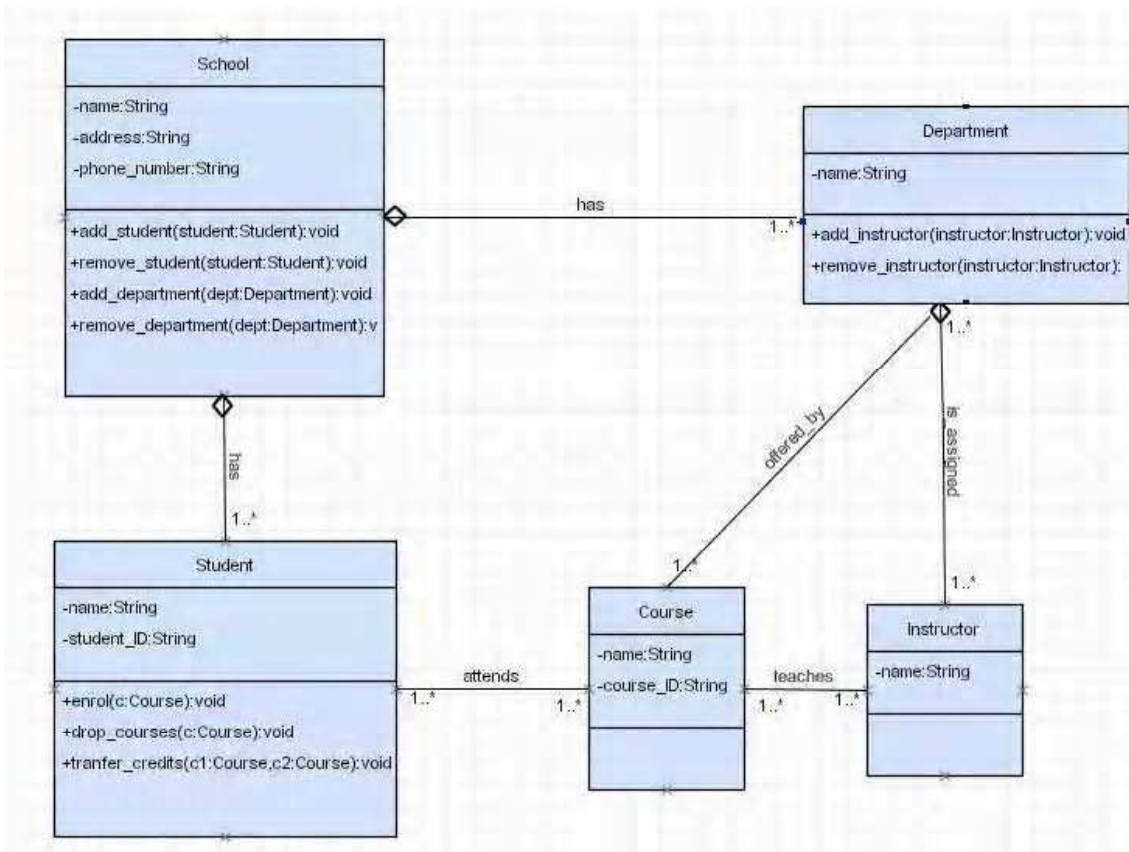 School
-name:String
-address:String
-phone_number:String
+add_student(student:Student):void
+remove_student(student:Student):void
+add_department(dept:Department):void
+remove_department(dept:Department):v
has
1..*
Department
-name:String
+add_instructor(instructor:Instructor):void
+remove_instructor(instructor:Instructor):
1..*
offered_by
is assigned
has
1..*
Student
-name:String
-student_ID:String
+enrol(c:Course):void
+drop_courses(c:Course):void
+tranfer_credits(c1:Course,c2:Course):void
attends
1..*
1..*
1..*
Course
-name:String
-course_ID:String
teaches
1..*
1..*
1..*
Instructor
-name:String